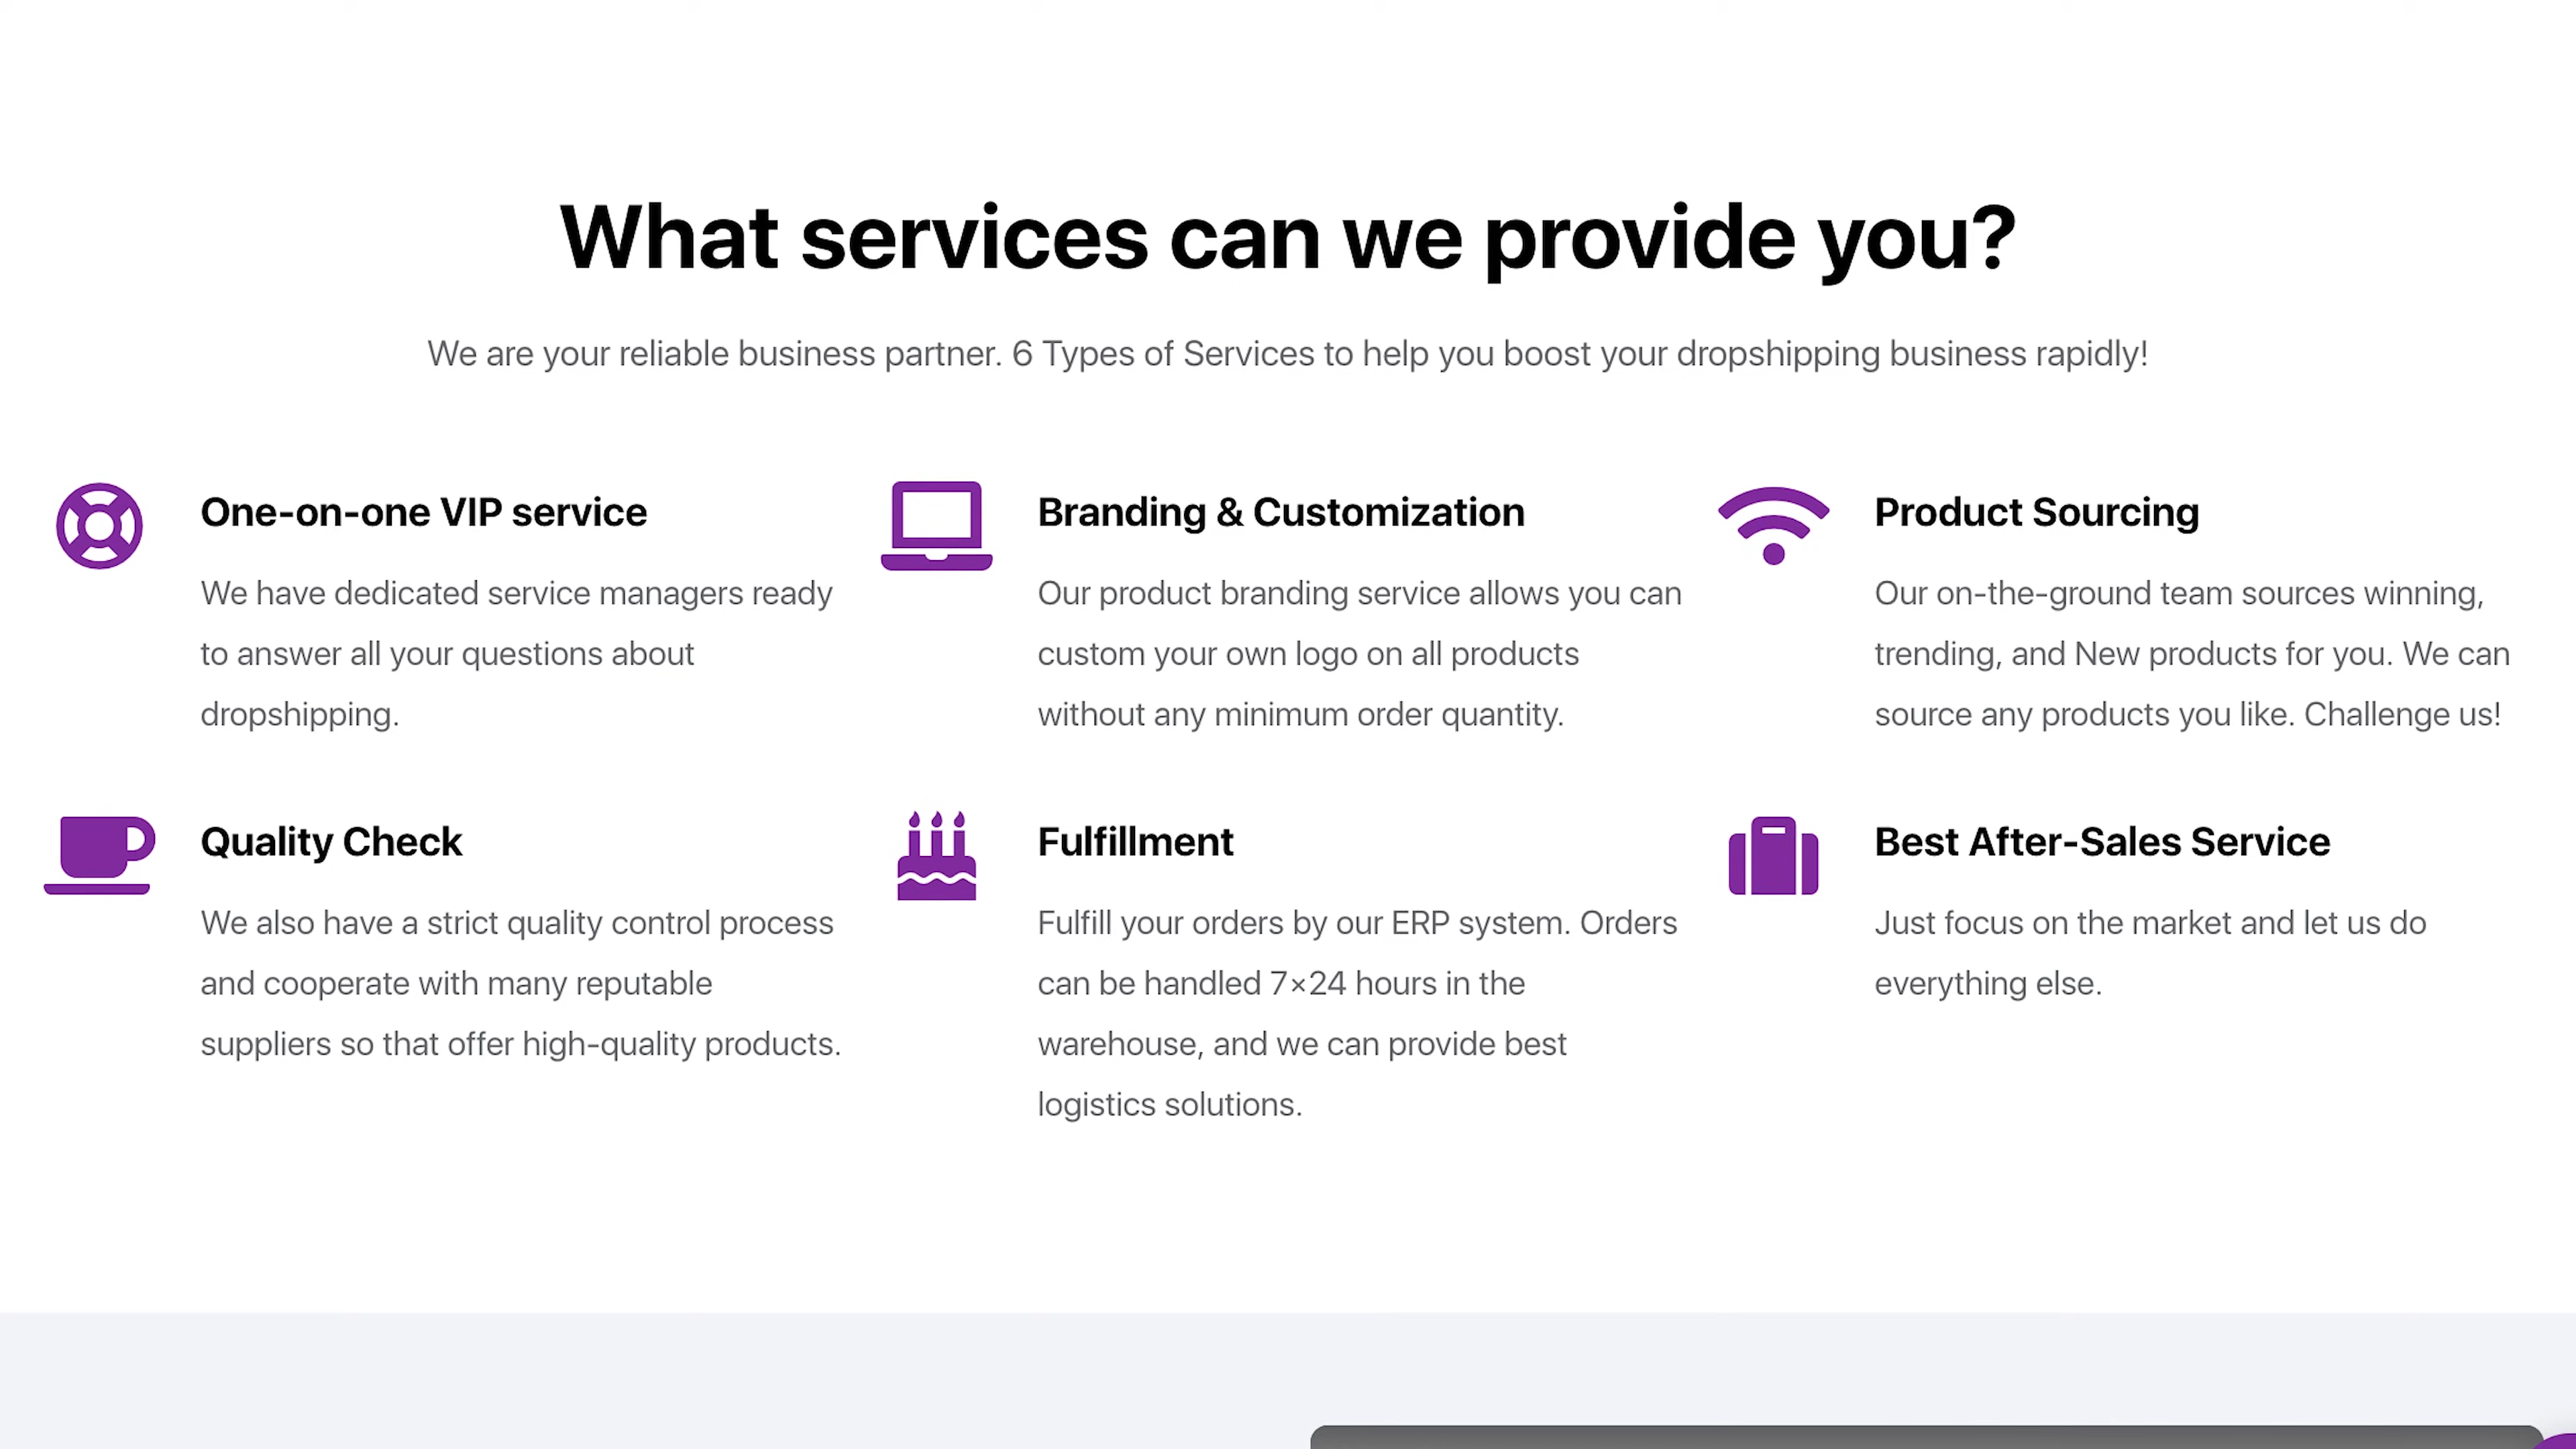 What services can we provide you?
We are your reliable business partner. 6 Types of Services to help you boost your dropshipping business rapidly!
One-on-one VIP service
We have dedicated service managers ready
to answer all your questions about
dropshipping.
Branding & Customization
Our product branding service allows you can
custom your own logo on all products
without any minimum order quantity.
Product Sourcing
Our on-the-ground team sources winning,
trending, and New products for you. We can
source any products you like. Challenge us!
Quality Check
We also have a strict quality control process
and cooperate with many reputable
suppliers so that offer high-quality products.
Fulfillment
Fulfill your orders by our ERP system. Orders
can be handled 7×24 hours in the
warehouse, and we can provide best
logistics solutions.
Best After-Sales Service
Just focus on the market and let us do
everything else.